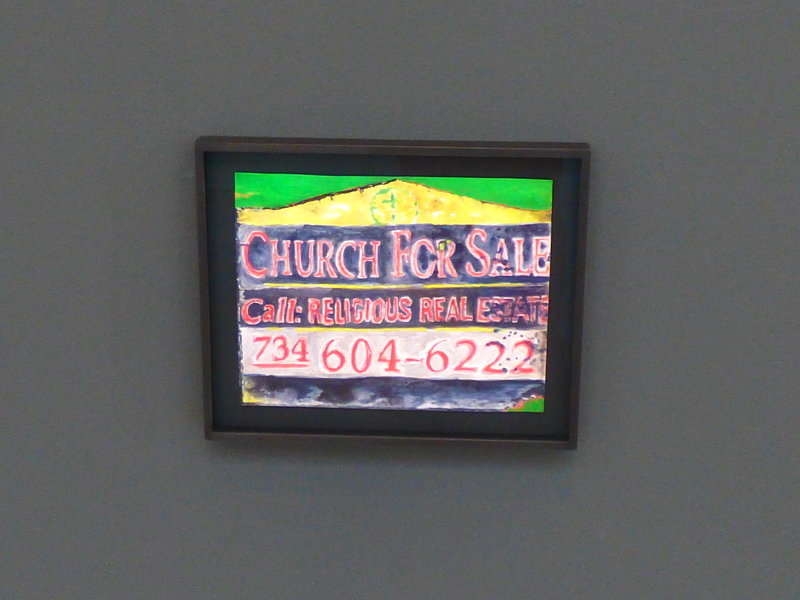 CHURCH FOR SALE
Call: RELIGIOUS REAL ESTATE
734 604-6222